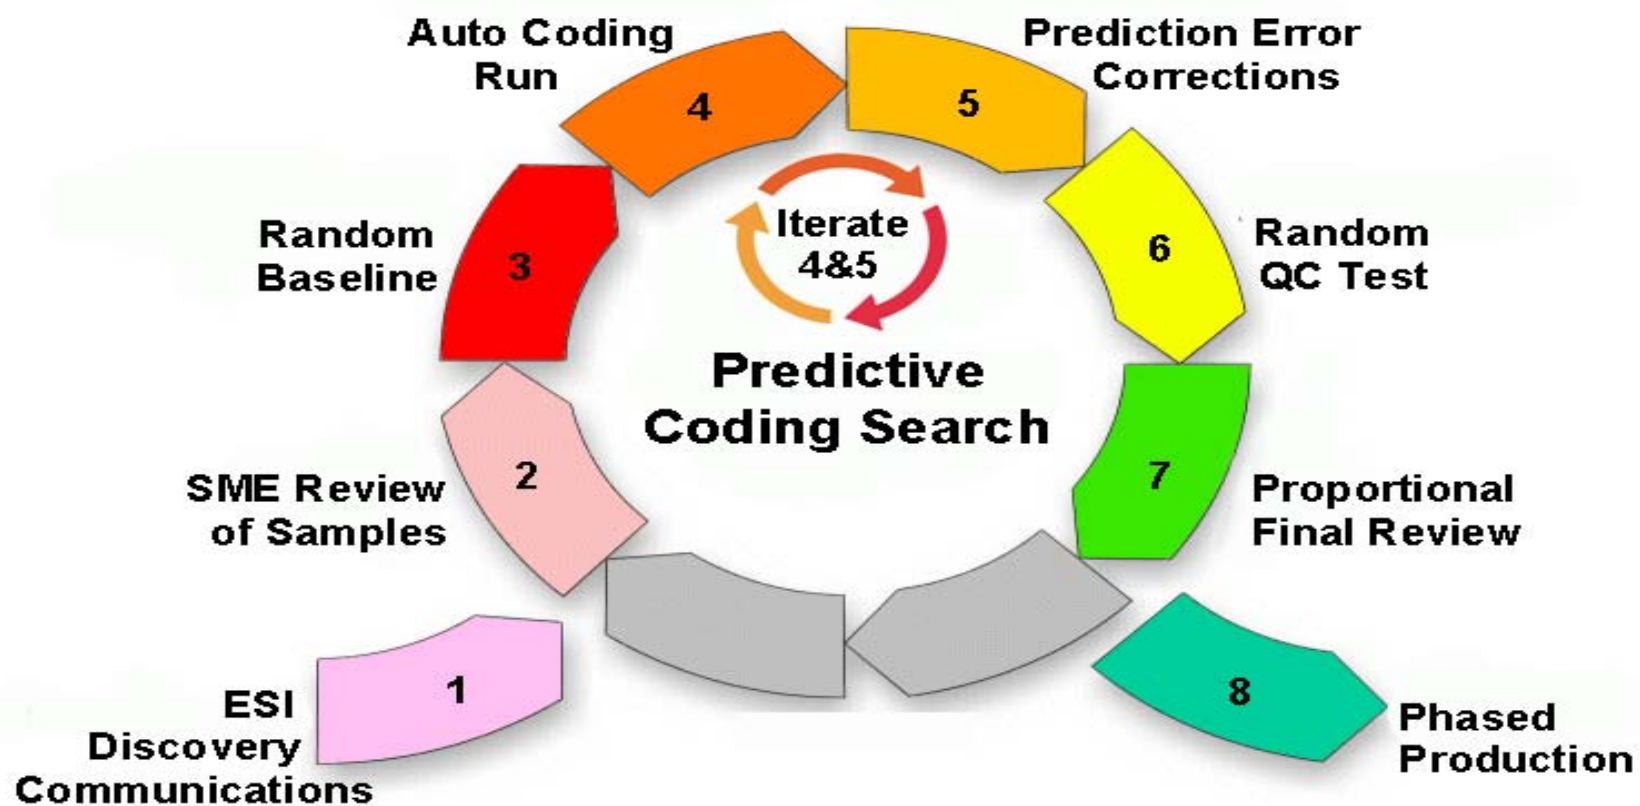 Auto Coding
Run
4
5
Prediction Error
Corrections
Random
Baseline
3
Iterate
4&5
6
Random
QC Test
Predictive
Coding Search
SME Review
of Samples
2
7
Proportional
Final Review
ESI
Discovery
Communications
1
8
Phased
Production